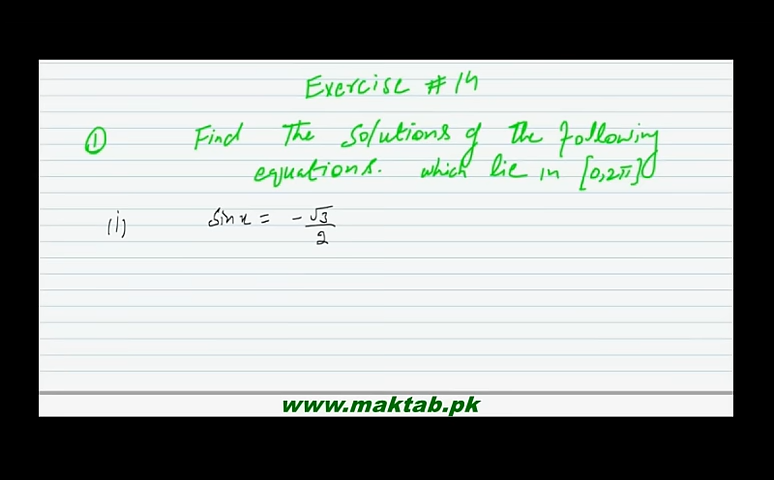 Exercise # 14
① Find The Solutions of The following
equations. which lie in [0,2π]
(i) Sin x = -√3/2
www.maktab.pk